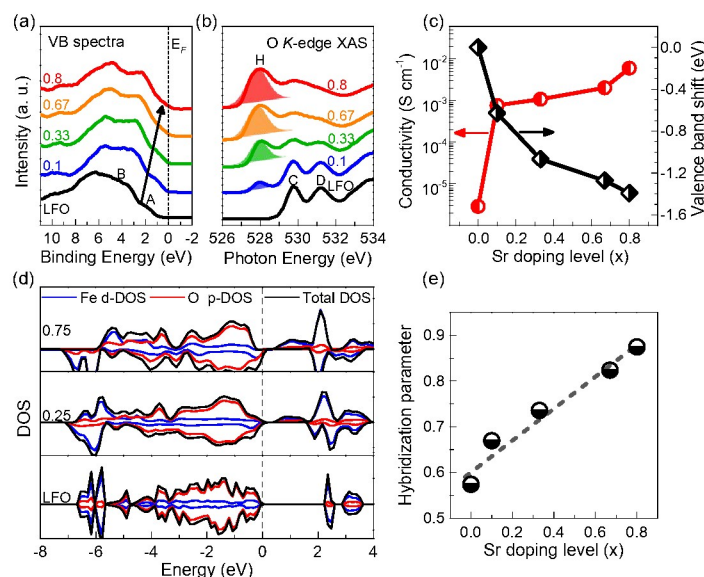 (a)
VB spectra
E_F
0.8
0.67
0.33
0.1
LFO
B
A
Intensity (a. u.)
10 8 6 4 2 0 -2
Binding Energy (eV)
(b)
O K-edge XAS
H
0.8
0.67
0.33
0.1
LFO
C
D
526 528 530 532 534
Photon Energy (eV)
(c)
Conductivity (S cm⁻¹)
10⁻²
10⁻³
10⁻⁴
10⁻⁵
0.0
-0.4
-0.8
-1.2
-1.6
Valence band shift (eV)
0.0 0.2 0.4 0.6 0.8
Sr doping level (x)
(d)
Fe d-DOS O p-DOS Total DOS
0.75
0.25
LFO
DOS
-8 -6 -4 -2 0 2 4
Energy (eV)
(e)
Hybridization parameter
0.9
0.8
0.7
0.6
0.5
0.0 0.2 0.4 0.6 0.8
Sr doping level (x)